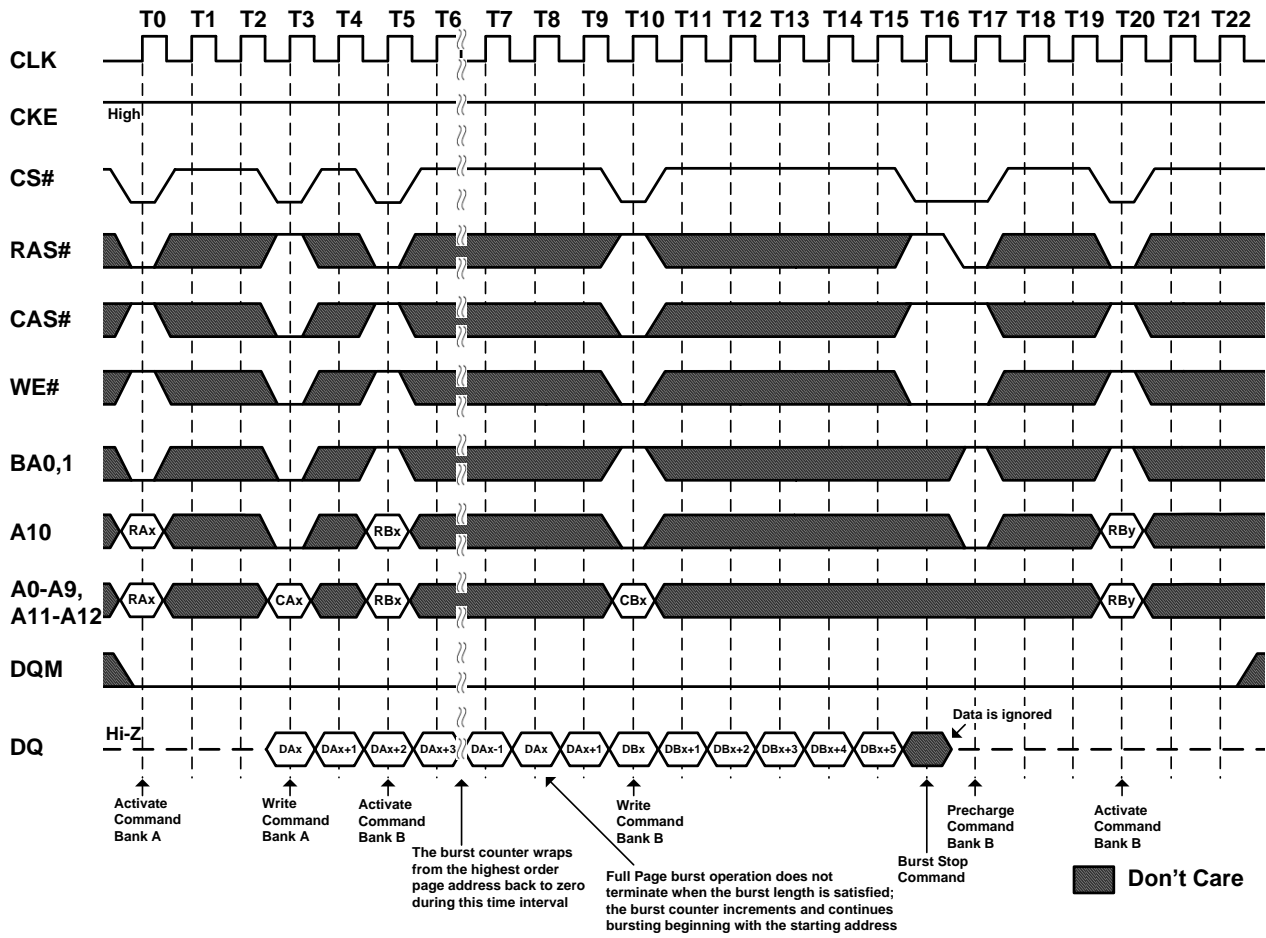 T0 T1 T2 T3 T4 T5 T6 T7 T8 T9 T10 T11 T12 T13 T14 T15 T16 T17 T18 T19 T20 T21 T22
CLK
CKE
High
CS#
RAS#
CAS#
WE#
BA0,1
A10
RAx RBx RBy
A0-A9,
A11-A12
RAx CAx RBx CBx RBy
DQM
DQ
Hi-Z
DAx DAx+1 DAx+2 DAx+3 DAx-1 DAx DAx+1 DBx DBx+1 DBx+2 DBx+3 DBx+4 DBx+5
Data is ignored
Activate
Command
Bank A
Write
Command
Bank A
Activate
Command
Bank B
The burst counter wraps
from the highest order
page address back to zero
during this time interval
Full Page burst operation does not
terminate when the burst length is satisfied;
the burst counter increments and continues
bursting beginning with the starting address
Write
Command
Bank B
Burst Stop
Command
Precharge
Command
Bank B
Activate
Command
Bank B
Don't Care